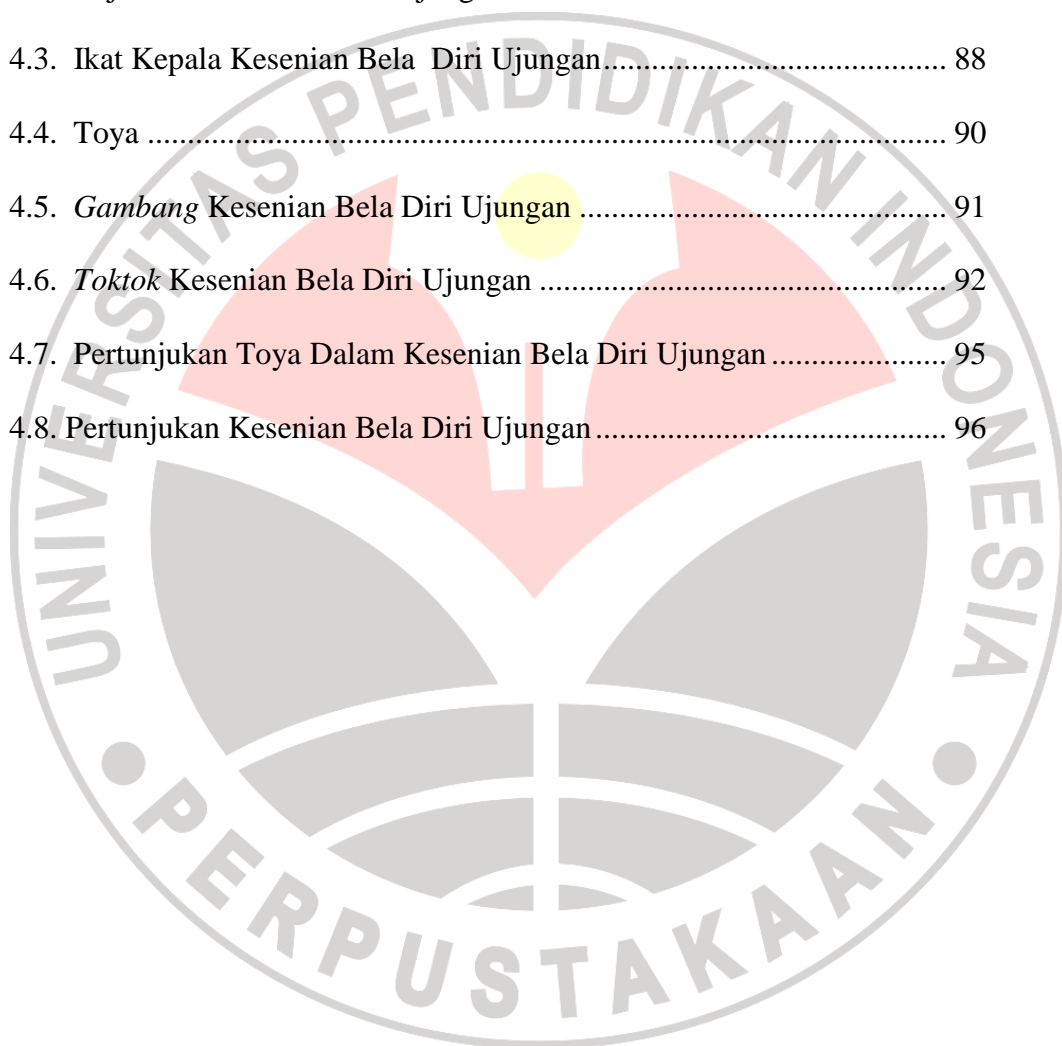 4.3. Ikat Kepala Kesenian Bela Diri Ujungan.................................... 88
4.4. Toya ................................................................................... 90
4.5. Gambang Kesenian Bela Diri Ujungan ...................................... 91
4.6. Toktok Kesenian Bela Diri Ujungan .......................................... 92
4.7. Pertunjukan Toya Dalam Kesenian Bela Diri Ujungan .................. 95
4.8. Pertunjukan Kesenian Bela Diri Ujungan ..................................... 96
UNIVERSITAS PENDIDIKAN INDONESIA
PERPUSTAKAAN